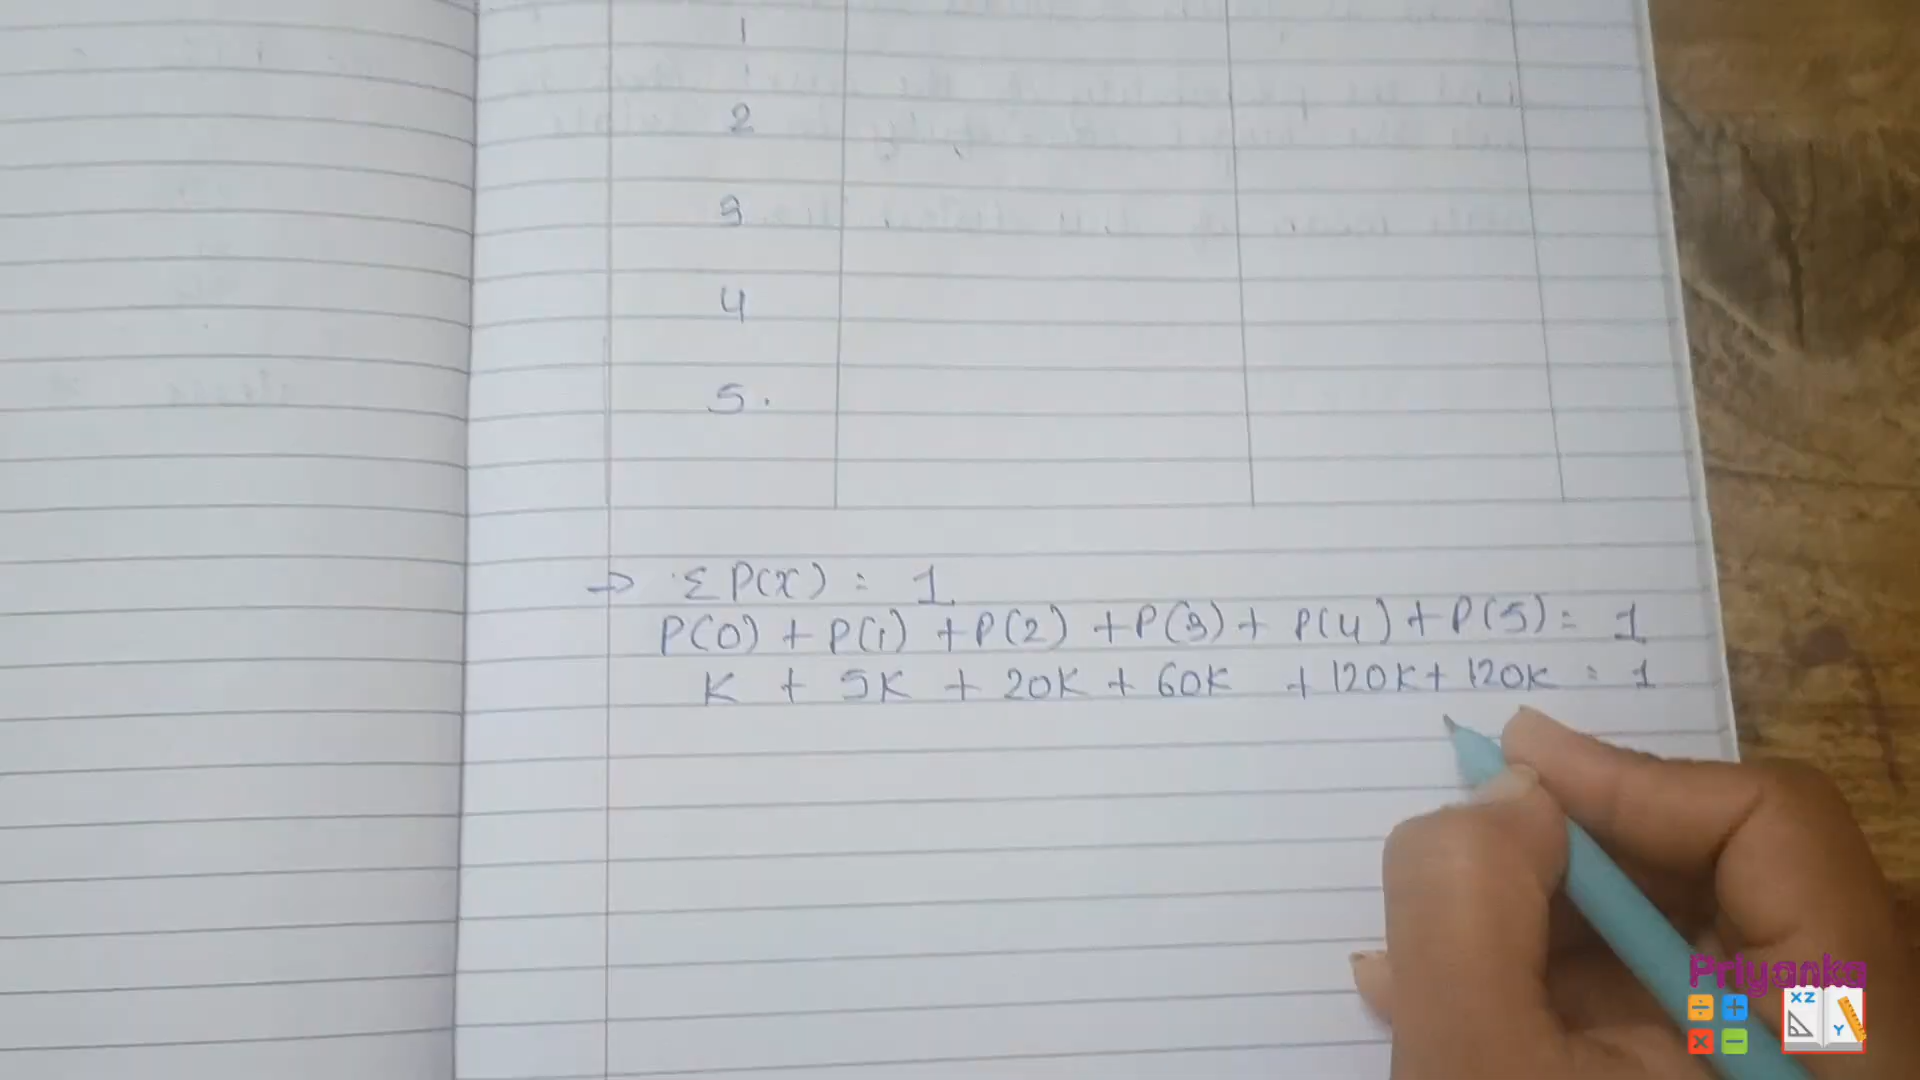 1
2
3
4
5.
→ Σ P(x) = 1
P(0) + P(1) + P(2) + P(3) + P(4) + P(5) = 1
K + 5K + 20K + 60K + 120K + 120K = 1
Priyanka
XZ
Y